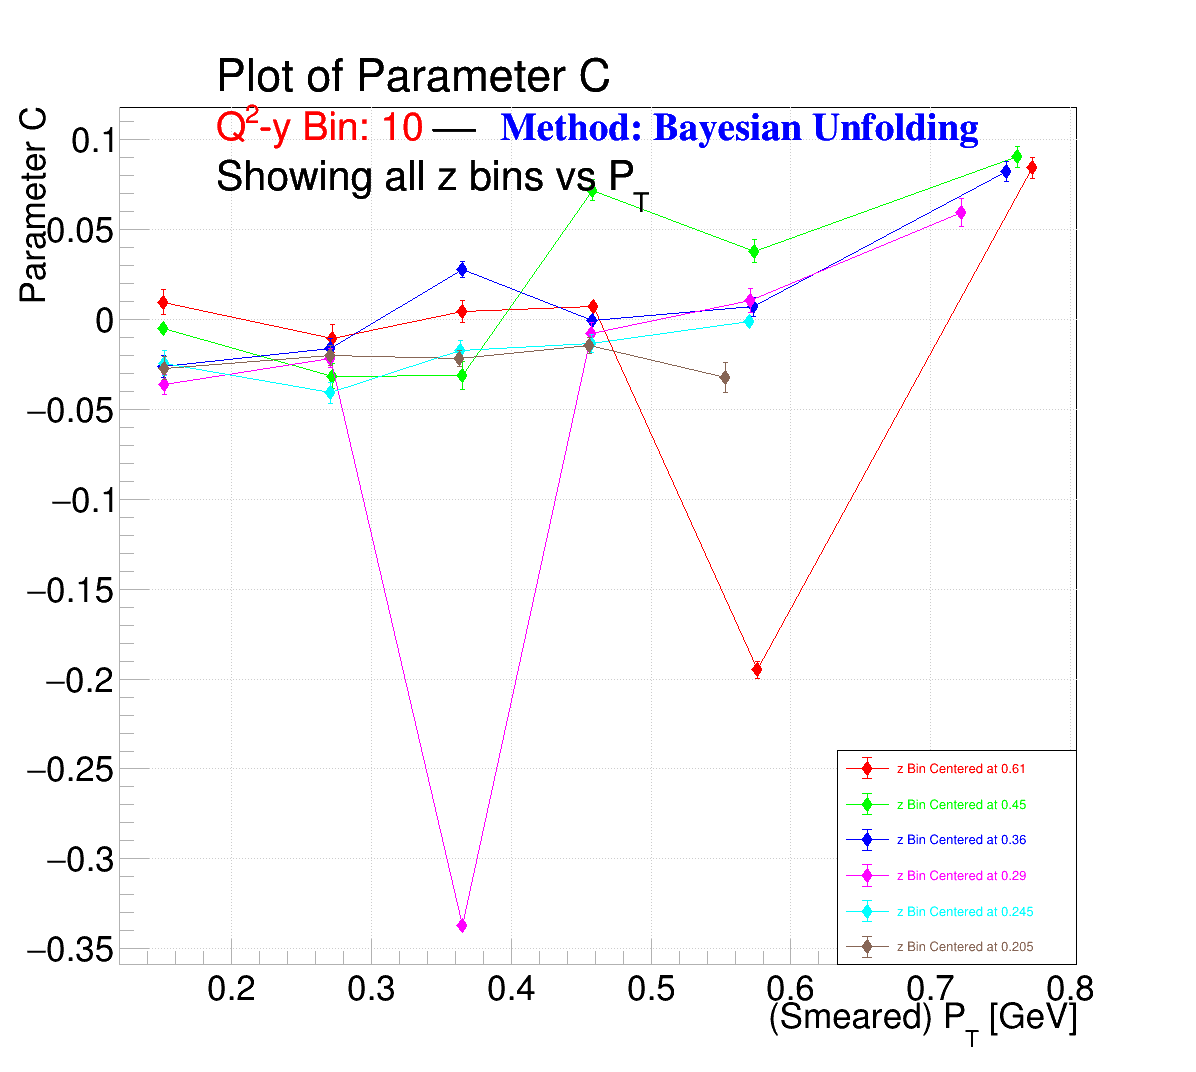 Plot of Parameter C
Q²-y Bin: 10 — Method: Bayesian Unfolding
Showing all z bins vs P_T
Parameter C
0.1
0.05
0
−0.05
−0.1
−0.15
−0.2
−0.25
−0.3
−0.35
z Bin Centered at 0.61
z Bin Centered at 0.45
z Bin Centered at 0.36
z Bin Centered at 0.29
z Bin Centered at 0.245
z Bin Centered at 0.205
0.2 0.3 0.4 0.5 0.6 0.7 0.8
(Smeared) P_T [GeV]